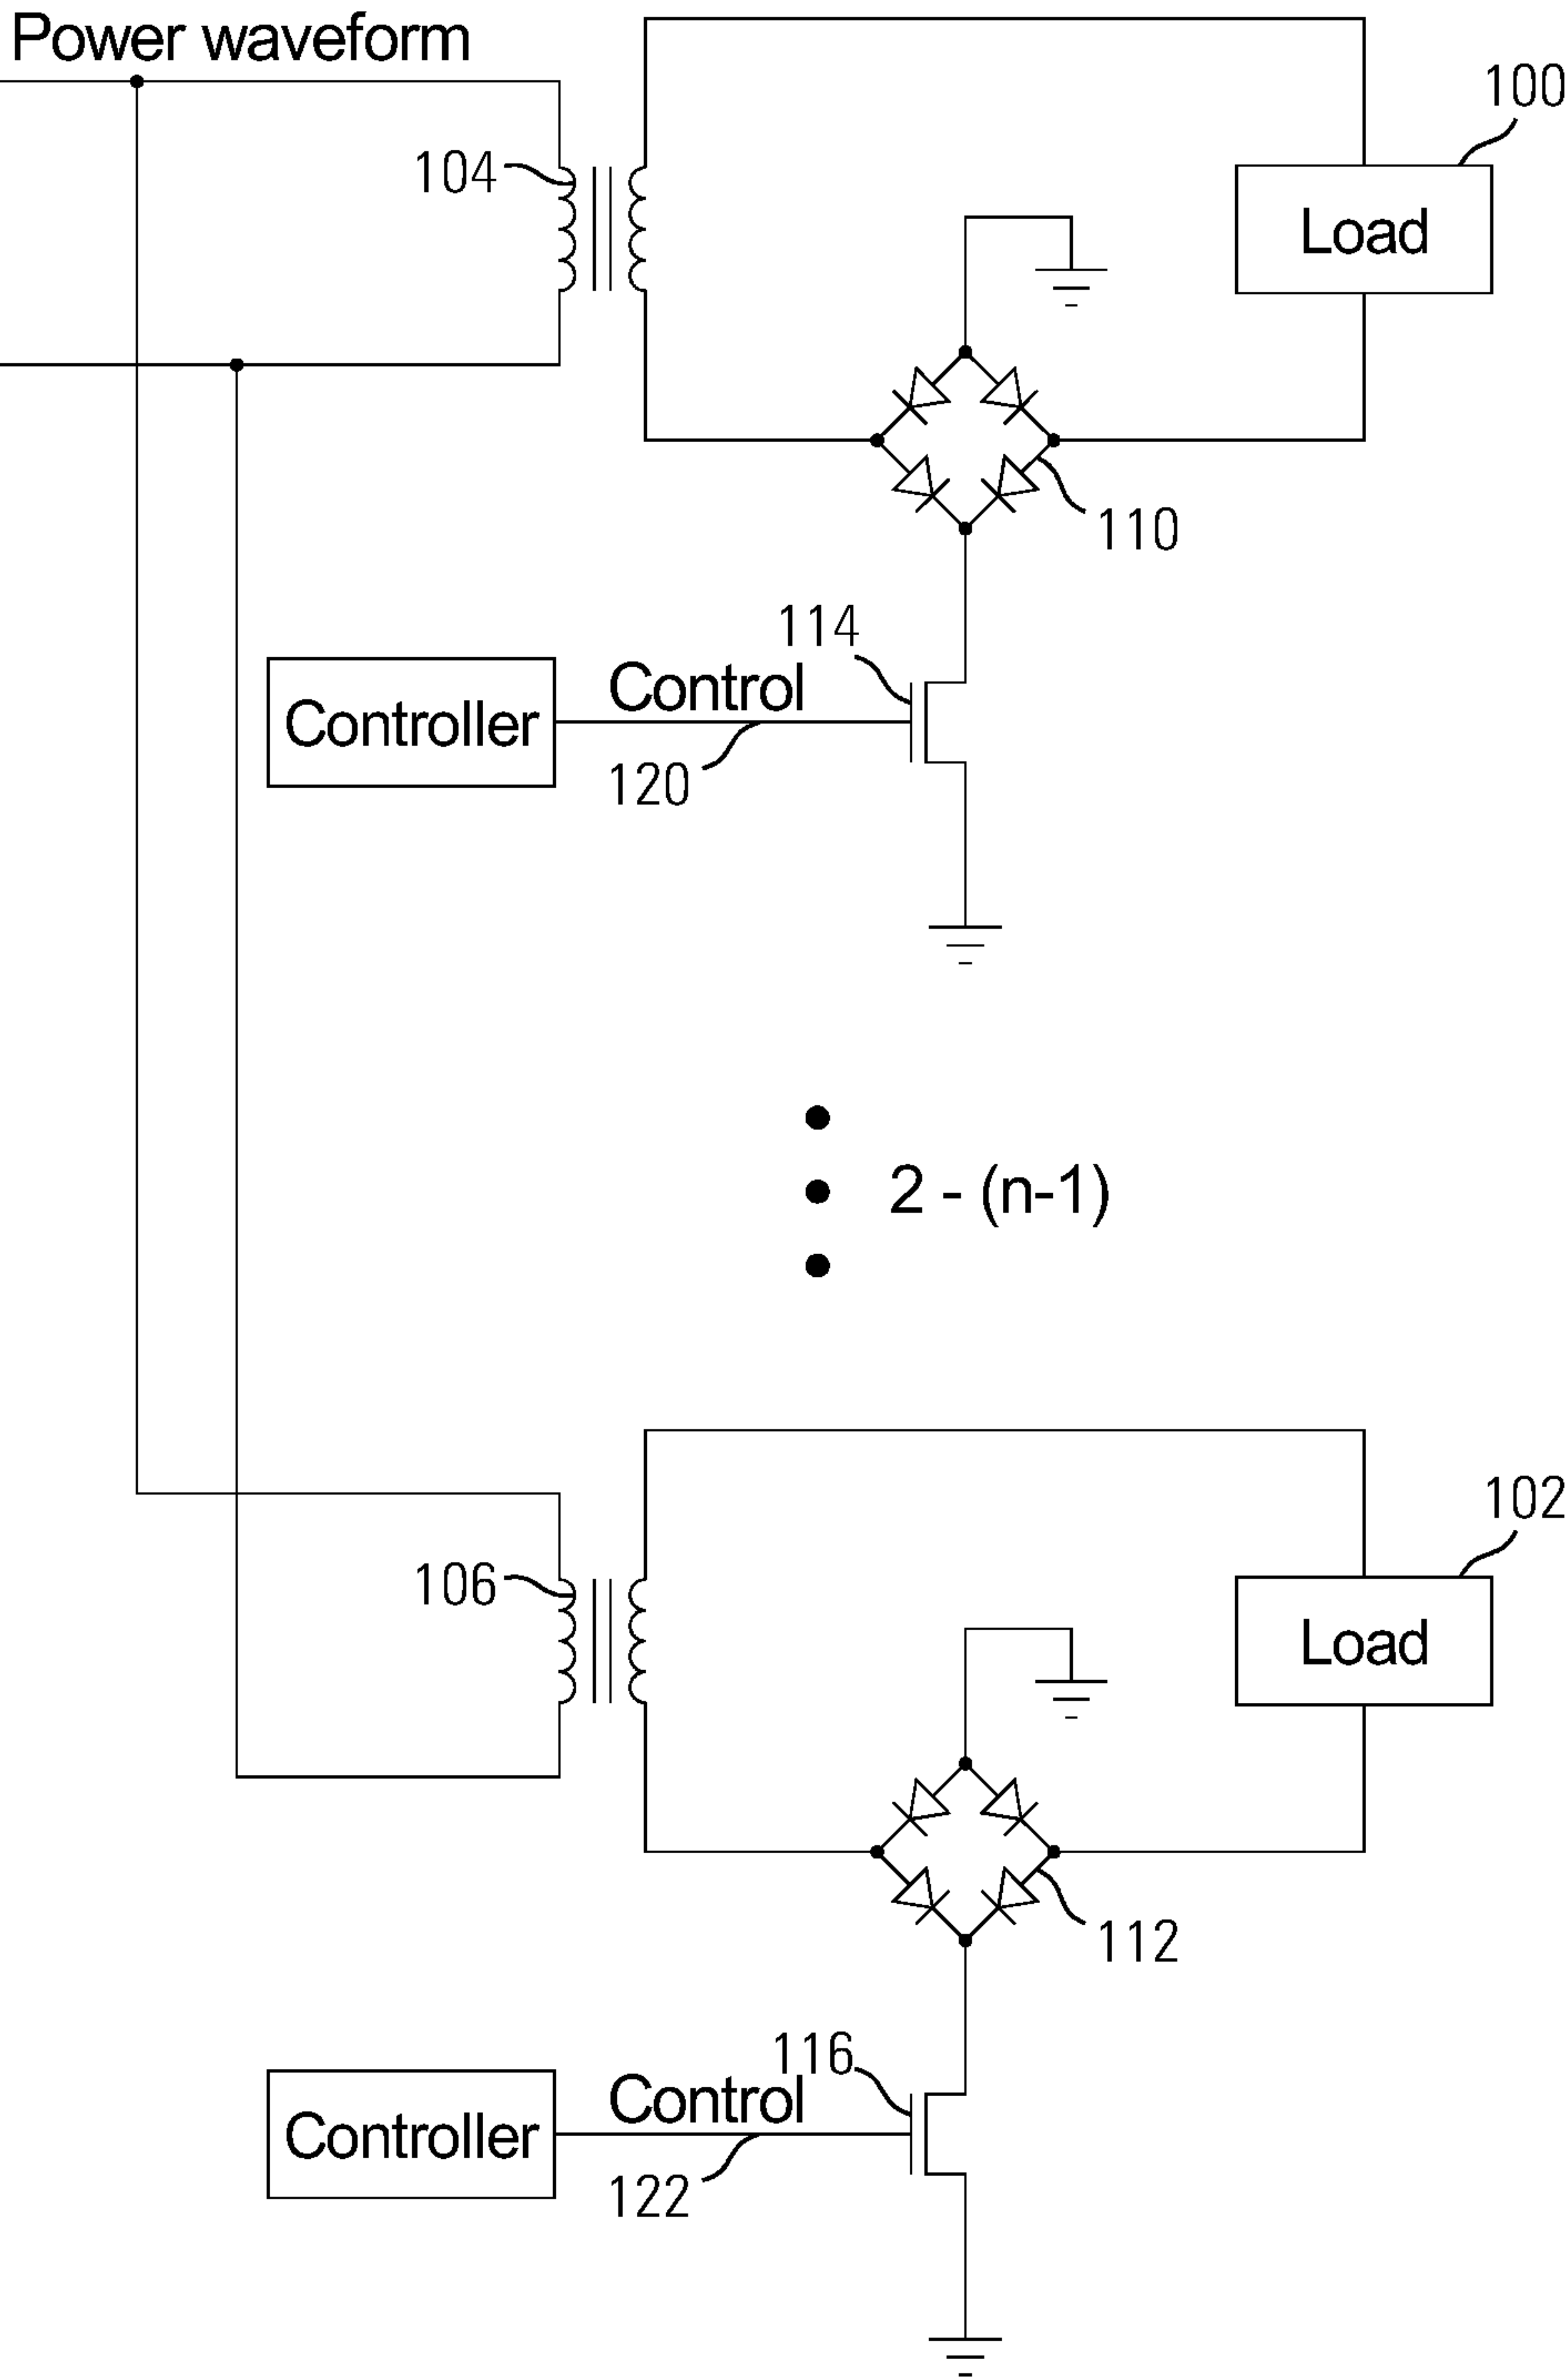 Power waveform
100
104
Load
110
114
Controller
Control
120
2 - (n-1)
102
106
Load
112
116
Controller
Control
122